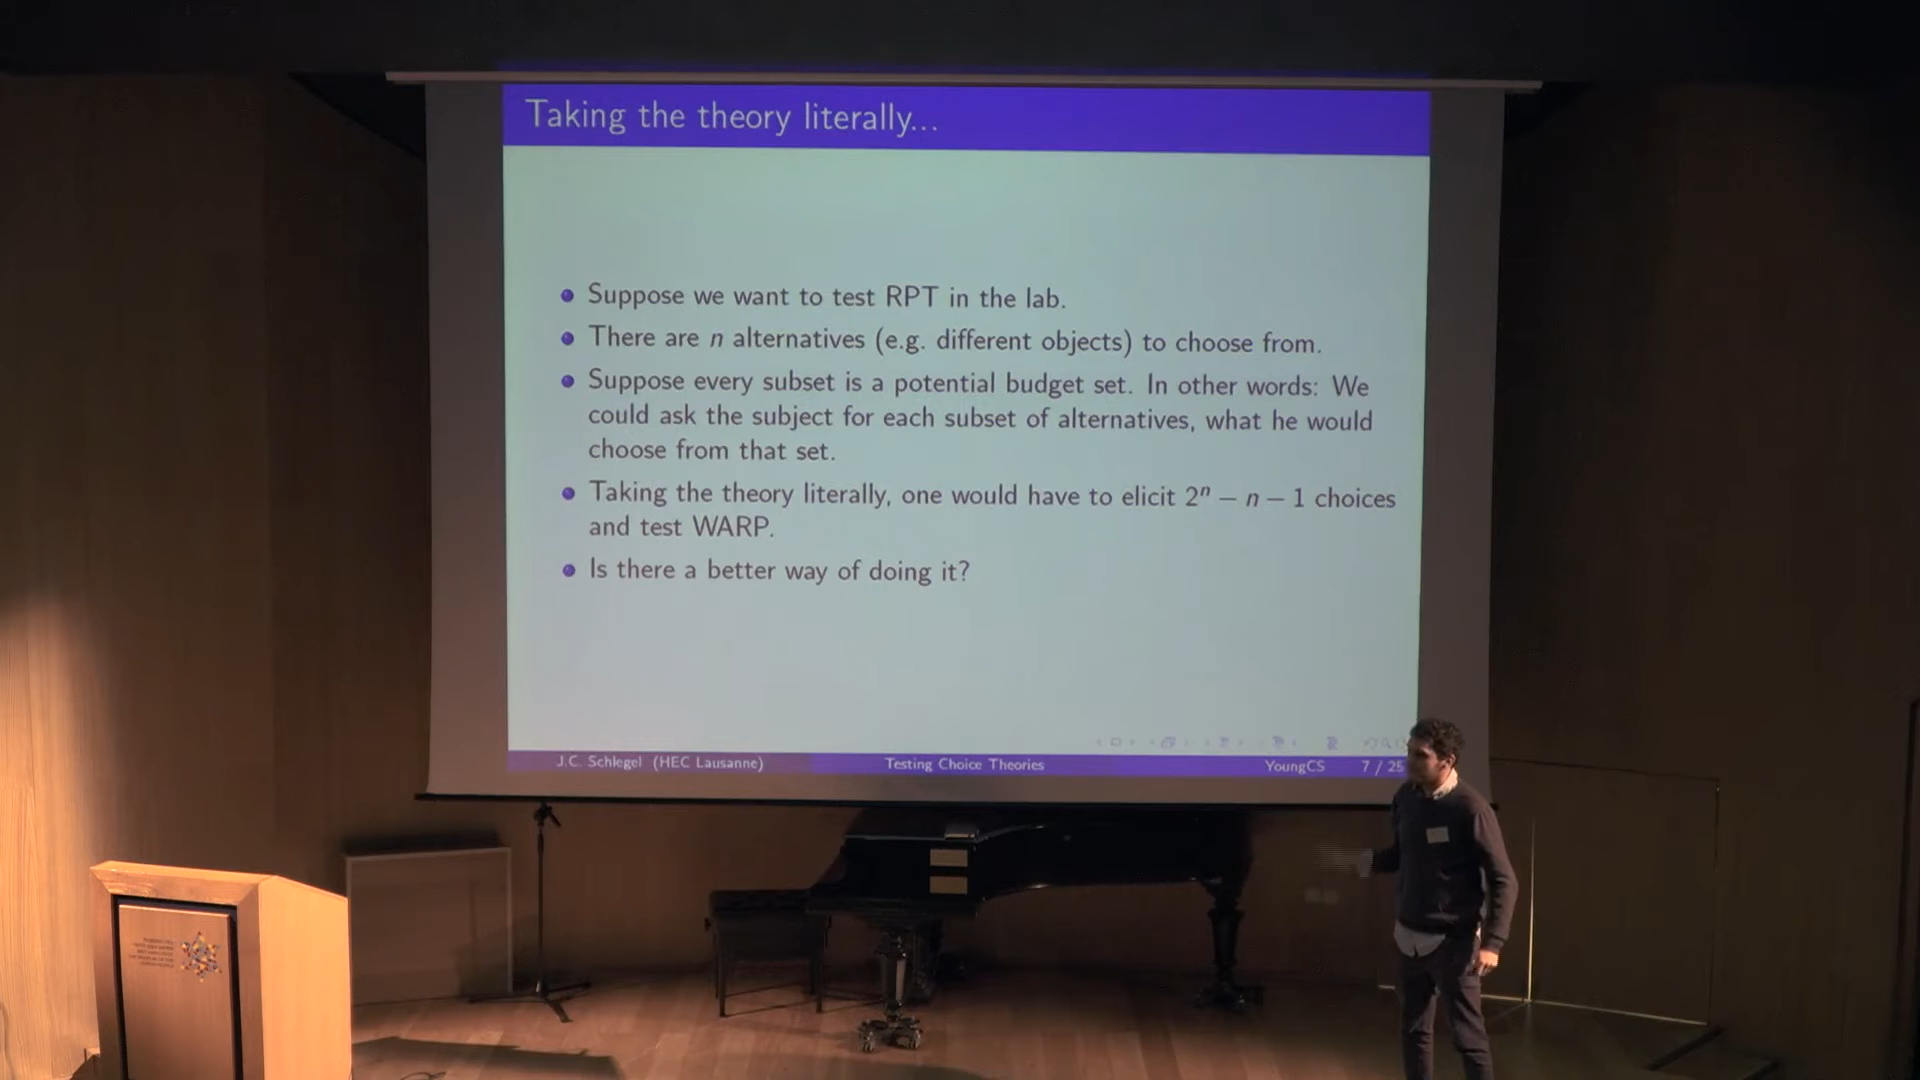 Taking the theory literally...
Suppose we want to test RPT in the lab.
There are n alternatives (e.g. different objects) to choose from.
Suppose every subset is a potential budget set. In other words: We
could ask the subject for each subset of alternatives, what he would
choose from that set.
Taking the theory literally, one would have to elicit 2ⁿ − n − 1 choices
and test WARP.
Is there a better way of doing it?
J.C. Schlegel (HEC Lausanne) Testing Choice Theories YoungCS 7 / 25